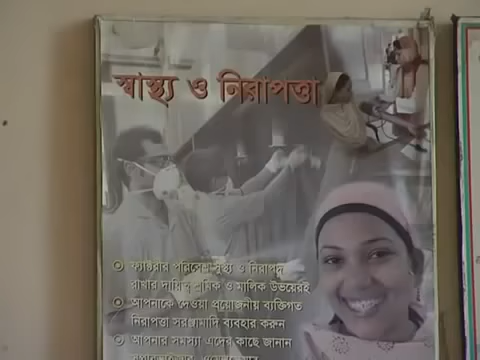 স্বাস্থ্য ও নিরাপত্তা
ফ্যাক্টরীর পরিবেশ সুস্থ্য ও নিরাপদ
রাখার দায়িত্ব শ্রমিক ও মালিক উভয়েরই
আপনাকে দেওয়া প্রয়োজনীয় ব্যক্তিগত
নিরাপত্তা সরঞ্জামাদি ব্যবহার করুন
আপনার সমস্যা এদের কাছে জানান